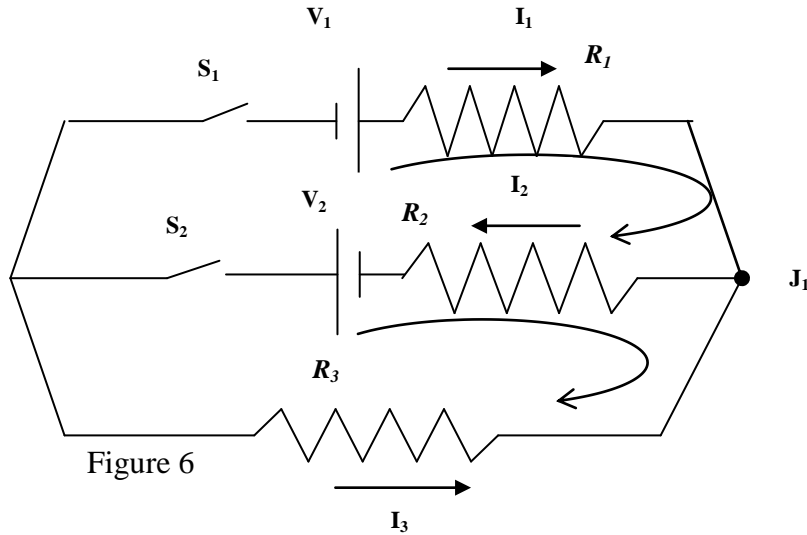 V₁ I₁
S₁ R₁
I₂
V₂ R₂
S₂
J₁
R₃
Figure 6
I₃